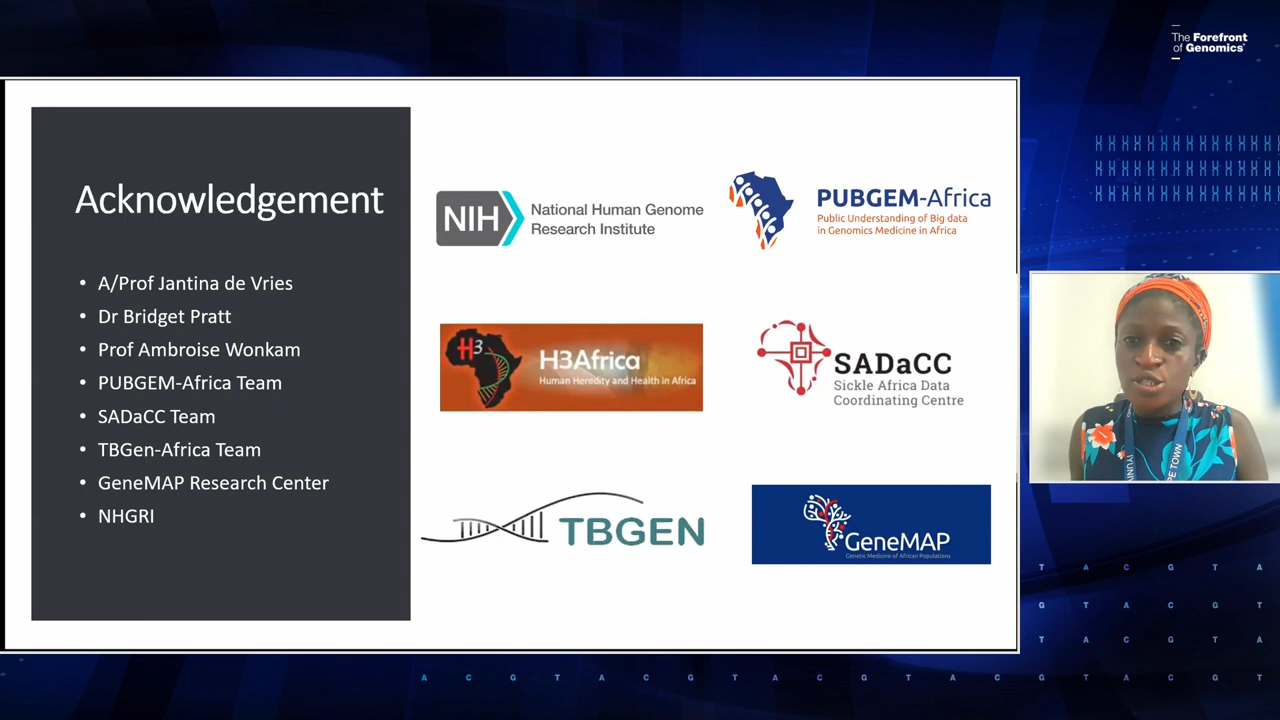 The Forefront
of Genomics®
Acknowledgement
• A/Prof Jantina de Vries
• Dr Bridget Pratt
• Prof Ambroise Wonkam
• PUBGEM-Africa Team
• SADaCC Team
• TBGen-Africa Team
• GeneMAP Research Center
• NHGRI
NIH
National Human Genome
Research Institute
PUBGEM-Africa
Public Understanding of Big data
in Genomics Medicine in Africa
H3
H3Africa
Human Heredity and Health in Africa
SADaCC
Sickle Africa Data
Coordinating Centre
TBGEN
GeneMAP
Genetic Medicine of African Populations
PE TOWN
T A C G T A
G T A C G T
T A C G T A
A C G T A C G T A C G T A C G T A C G T